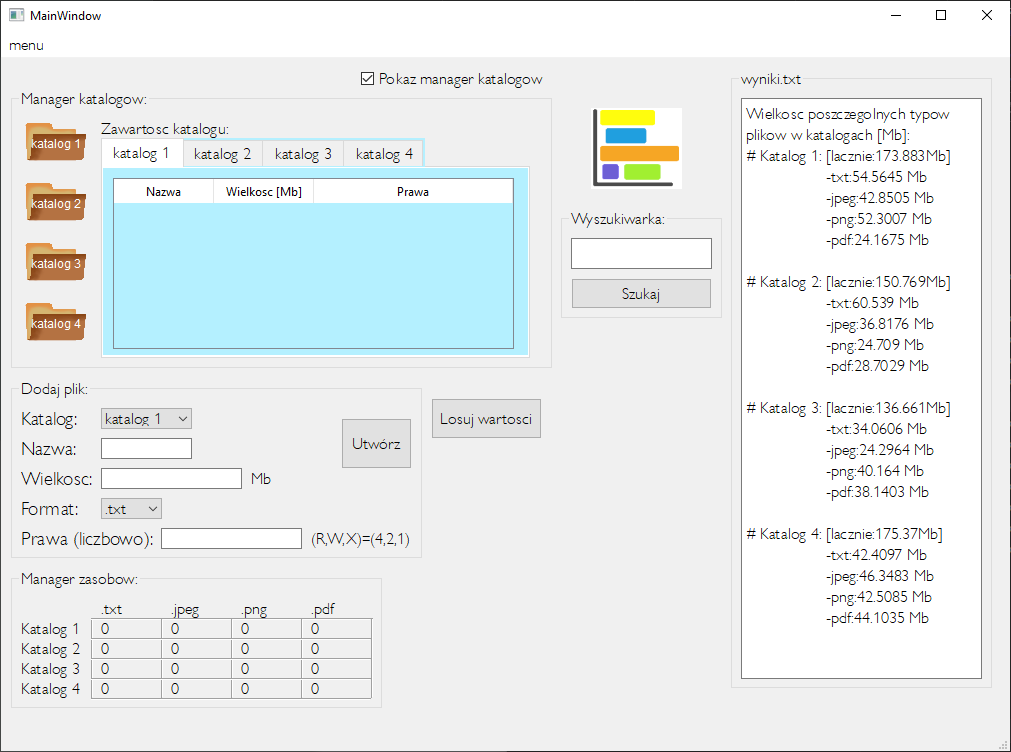 MainWindow
menu
Pokaz manager katalogow
Manager katalogow:
katalog 1
katalog 2
katalog 3
katalog 4
Zawartosc katalogu:
katalog 1 katalog 2 katalog 3 katalog 4
Nazwa Wielkosc [Mb] Prawa
Wyszukiwarka:
Szukaj
Dodaj plik:
Katalog: katalog 1
Nazwa:
Wielkosc: Mb
Format: .txt
Prawa (liczbowo): (R,W,X)=(4,2,1)
Utwórz
Losuj wartosci
Manager zasobow:
.txt .jpeg .png .pdf
Katalog 1 0 0 0 0
Katalog 2 0 0 0 0
Katalog 3 0 0 0 0
Katalog 4 0 0 0 0
wyniki.txt
Wielkosc poszczegolnych typow
plikow w katalogach [Mb]:
# Katalog 1: [lacznie:173.883Mb]
-txt:54.5645 Mb
-jpeg:42.8505 Mb
-png:52.3007 Mb
-pdf:24.1675 Mb
# Katalog 2: [lacznie:150.769Mb]
-txt:60.539 Mb
-jpeg:36.8176 Mb
-png:24.709 Mb
-pdf:28.7029 Mb
# Katalog 3: [lacznie:136.661Mb]
-txt:34.0606 Mb
-jpeg:24.2964 Mb
-png:40.164 Mb
-pdf:38.1403 Mb
# Katalog 4: [lacznie:175.37Mb]
-txt:42.4097 Mb
-jpeg:46.3483 Mb
-png:42.5085 Mb
-pdf:44.1035 Mb